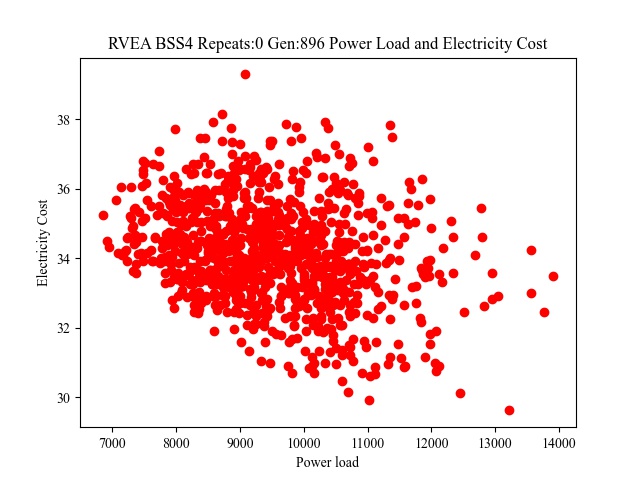 RVEA BSS4 Repeats:0 Gen:896 Power Load and Electricity Cost
38
36
34
32
30
Electricity Cost
7000 8000 9000 10000 11000 12000 13000 14000
Power load